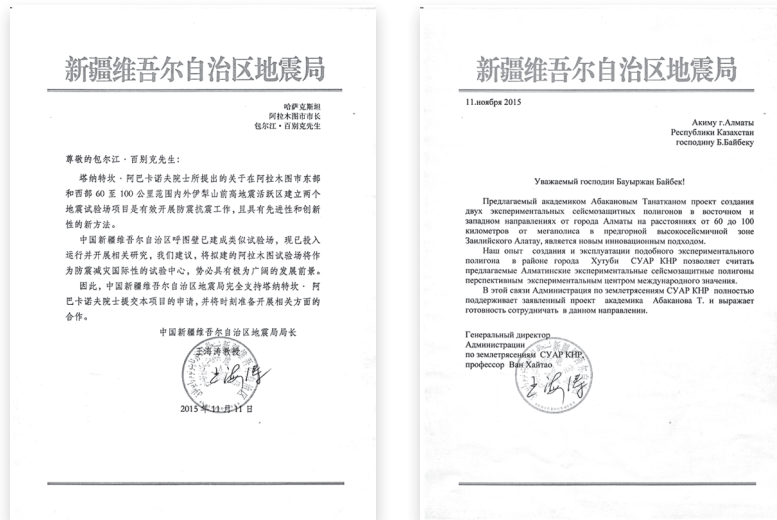 新疆维吾尔自治区地震局
哈萨克斯坦
阿拉木图市市长
包尔江·百别克先生
尊敬的包尔江·百别克先生:
塔纳特坎·阿巴卡诺夫院士所提出的关于在阿拉木图市东部
和西部 60 至 100 公里范围内外伊犁山前高地震活跃区建立两个
地震试验场项目是有效开展防震抗震工作,且具有先进性和创新
性的新方法。
中国新疆维吾尔自治区呼图壁已建成类似试验场,现已投入
运行并开展相关研究,我们建议,将拟建的阿木图试验场将作
为防震减灾国际性的试验中心,势必具有极为广阔的发展前景。
因此,中国新疆维吾尔自治区地震局完全支持塔纳特坎·阿
巴卡诺夫院士提交本项目的申请,并将时刻准备开展相关方面的
合作。
中国新疆维吾尔自治区地震局局长
王海涛教授
王海涛
2015 年 11 月 11 日
新疆维吾尔自治区地震局
11.ноября 2015
Акиму г.Алматы
Республики Казахстан
господину Б.Байбеку
Уважаемый господин Бауыржан Байбек!
Предлагаемый академиком Абакановым Танатканом проект создания
двух экспериментальных сейсмозащитных полигонов в восточном и
западном направлениях от города Алматы на расстояниях от 60 до 100
километров от мегаполиса в предгорной высокосейсмичной зоне
Заилийского Алатау, является новым инновационным подходом.
Наш опыт создания и эксплуатации подобного экспериментального
полигона в районе города Хутуби СУАР КНР позволяет считать
предлагаемые Алматинские экспериментальные сейсмозащитные полигоны
перспективным экспериментальным центром международного значения.
В этой связи Администрация по землетрясениям СУАР КНР полностью
поддерживает заявленный проект академика Абаканова Т. и выражает
готовность сотрудничать в данном направлении.
Генеральный директор
Администрации
по землетрясениям СУАР КНР,
профессор Ван Хайтао
王海涛